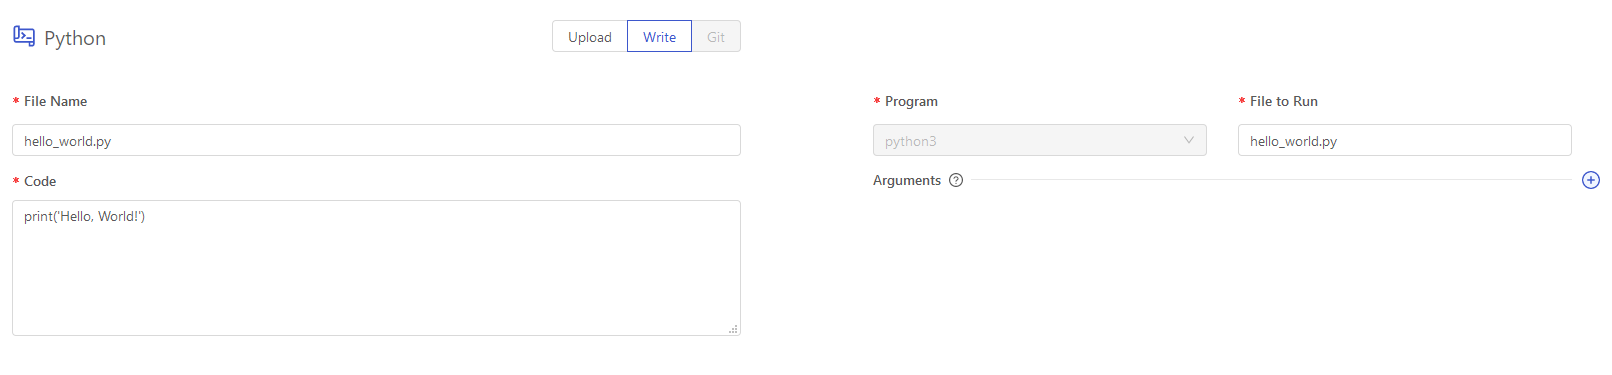 Python
Upload
Write
Git
* File Name
hello_world.py
* Code
print('Hello, World!')
* Program
python3
* File to Run
hello_world.py
Arguments ?